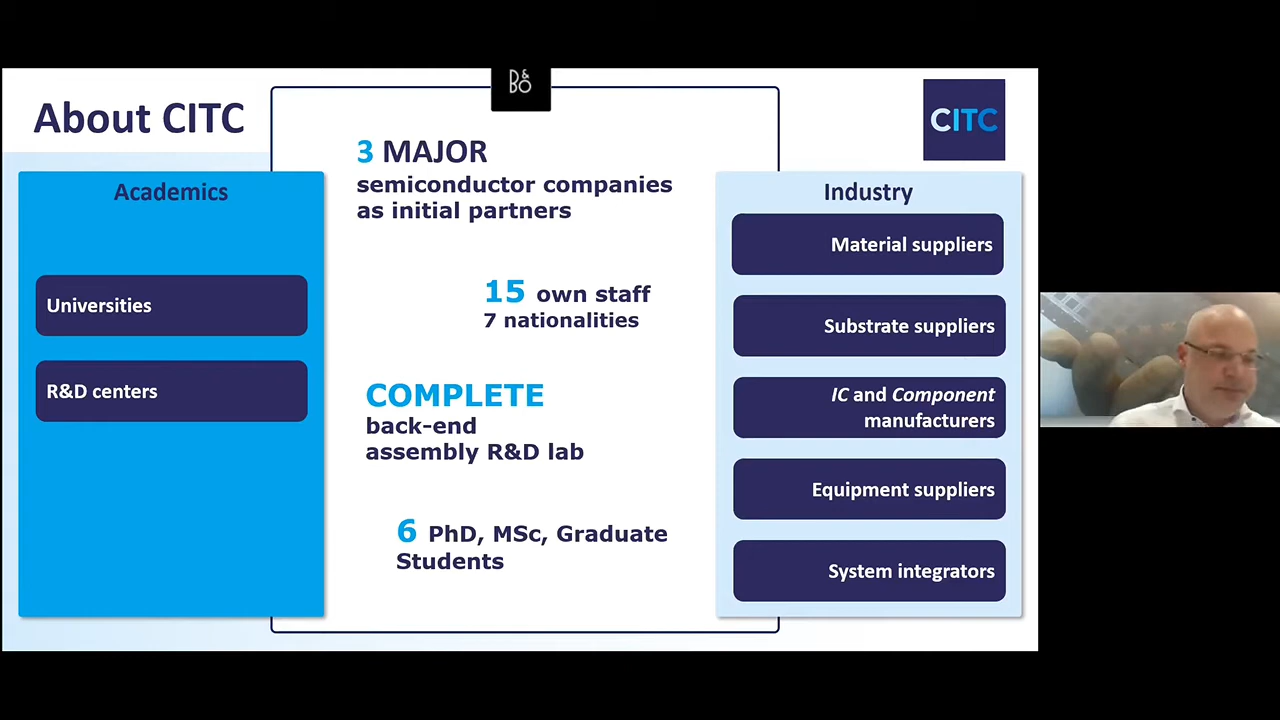 B&
BO
About CITC
CITC
Academics
Universities
R&D centers
3 MAJOR
semiconductor companies
as initial partners
15 own staff
7 nationalities
COMPLETE
back-end
assembly R&D lab
6 PhD, MSc, Graduate
Students
Industry
Material suppliers
Substrate suppliers
IC and Component
manufacturers
Equipment suppliers
System integrators